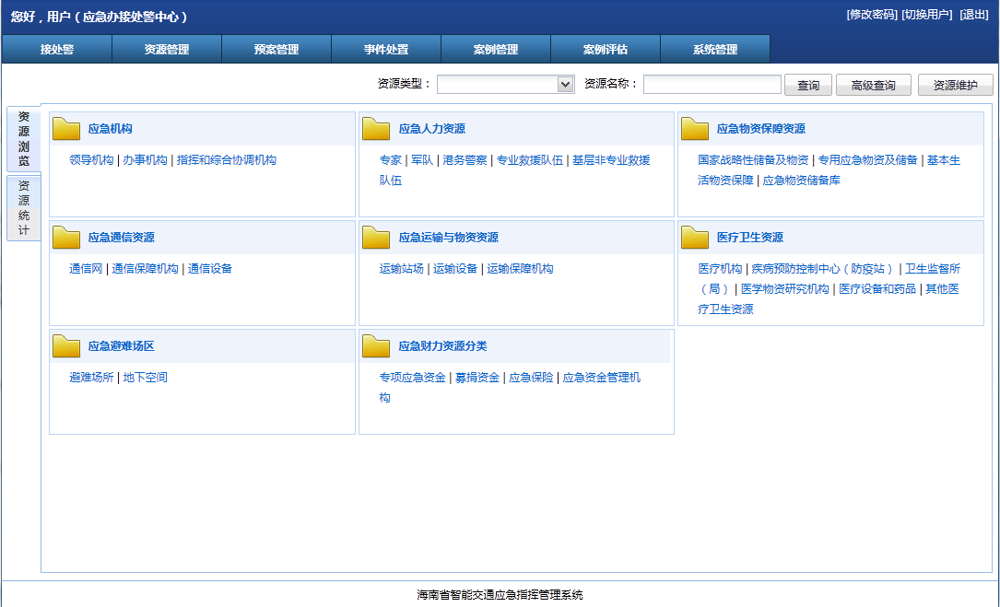 您好，用户（应急办接处警中心）
[修改密码] [切换用户] [退出]
接处警 资源管理 预案管理 事件处置 案例管理 案例评估 系统管理
资源类型： 资源名称： 查询 高级查询 资源维护
资源浏览
资源统计
应急机构
领导机构 | 办事机构 | 指挥和综合协调机构
应急人力资源
专家 | 军队 | 港务警察 | 专业救援队伍 | 基层非专业救援
队伍
应急物资保障资源
国家战略性储备及物资 | 专用应急物资及储备 | 基本生
活物资保障 | 应急物资储备库
应急通信资源
通信网 | 通信保障机构 | 通信设备
应急运输与物资资源
运输站场 | 运输设备 | 运输保障机构
医疗卫生资源
医疗机构 | 疾病预防控制中心（防疫站） | 卫生监督所
（局） | 医学物资研究机构 | 医疗设备和药品 | 其他医
疗卫生资源
应急避难场区
避难场所 | 地下空间
应急财力资源分类
专项应急资金 | 募捐资金 | 应急保险 | 应急资金管理机
构
海南省智能交通应急指挥管理系统